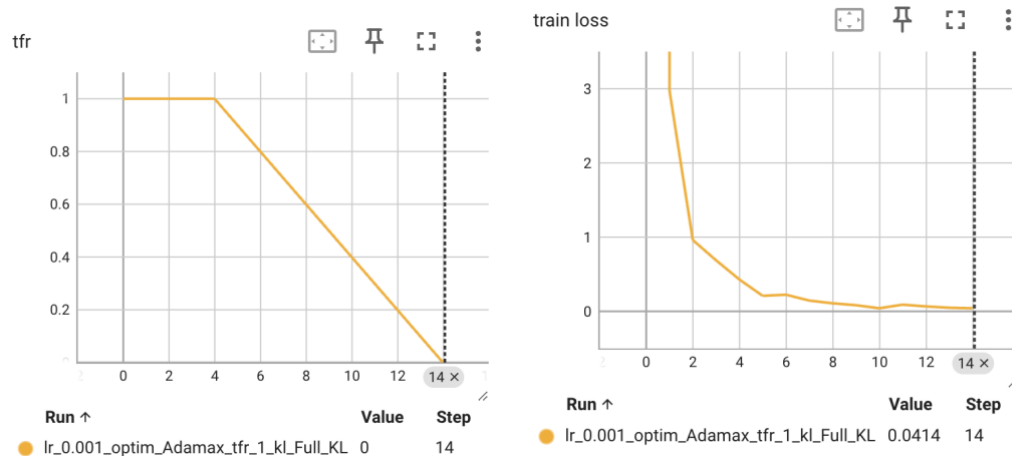 tfr
1
0.8
0.6
0.4
0.2
0 2 4 6 8 10 12 14 ×
Run ↑ Value Step
lr_0.001_optim_Adamax_tfr_1_kl_Full_KL 0 14
train loss
3
2
1
0
0 2 4 6 8 10 12 14 ×
Run ↑ Value Step
lr_0.001_optim_Adamax_tfr_1_kl_Full_KL 0.0414 14